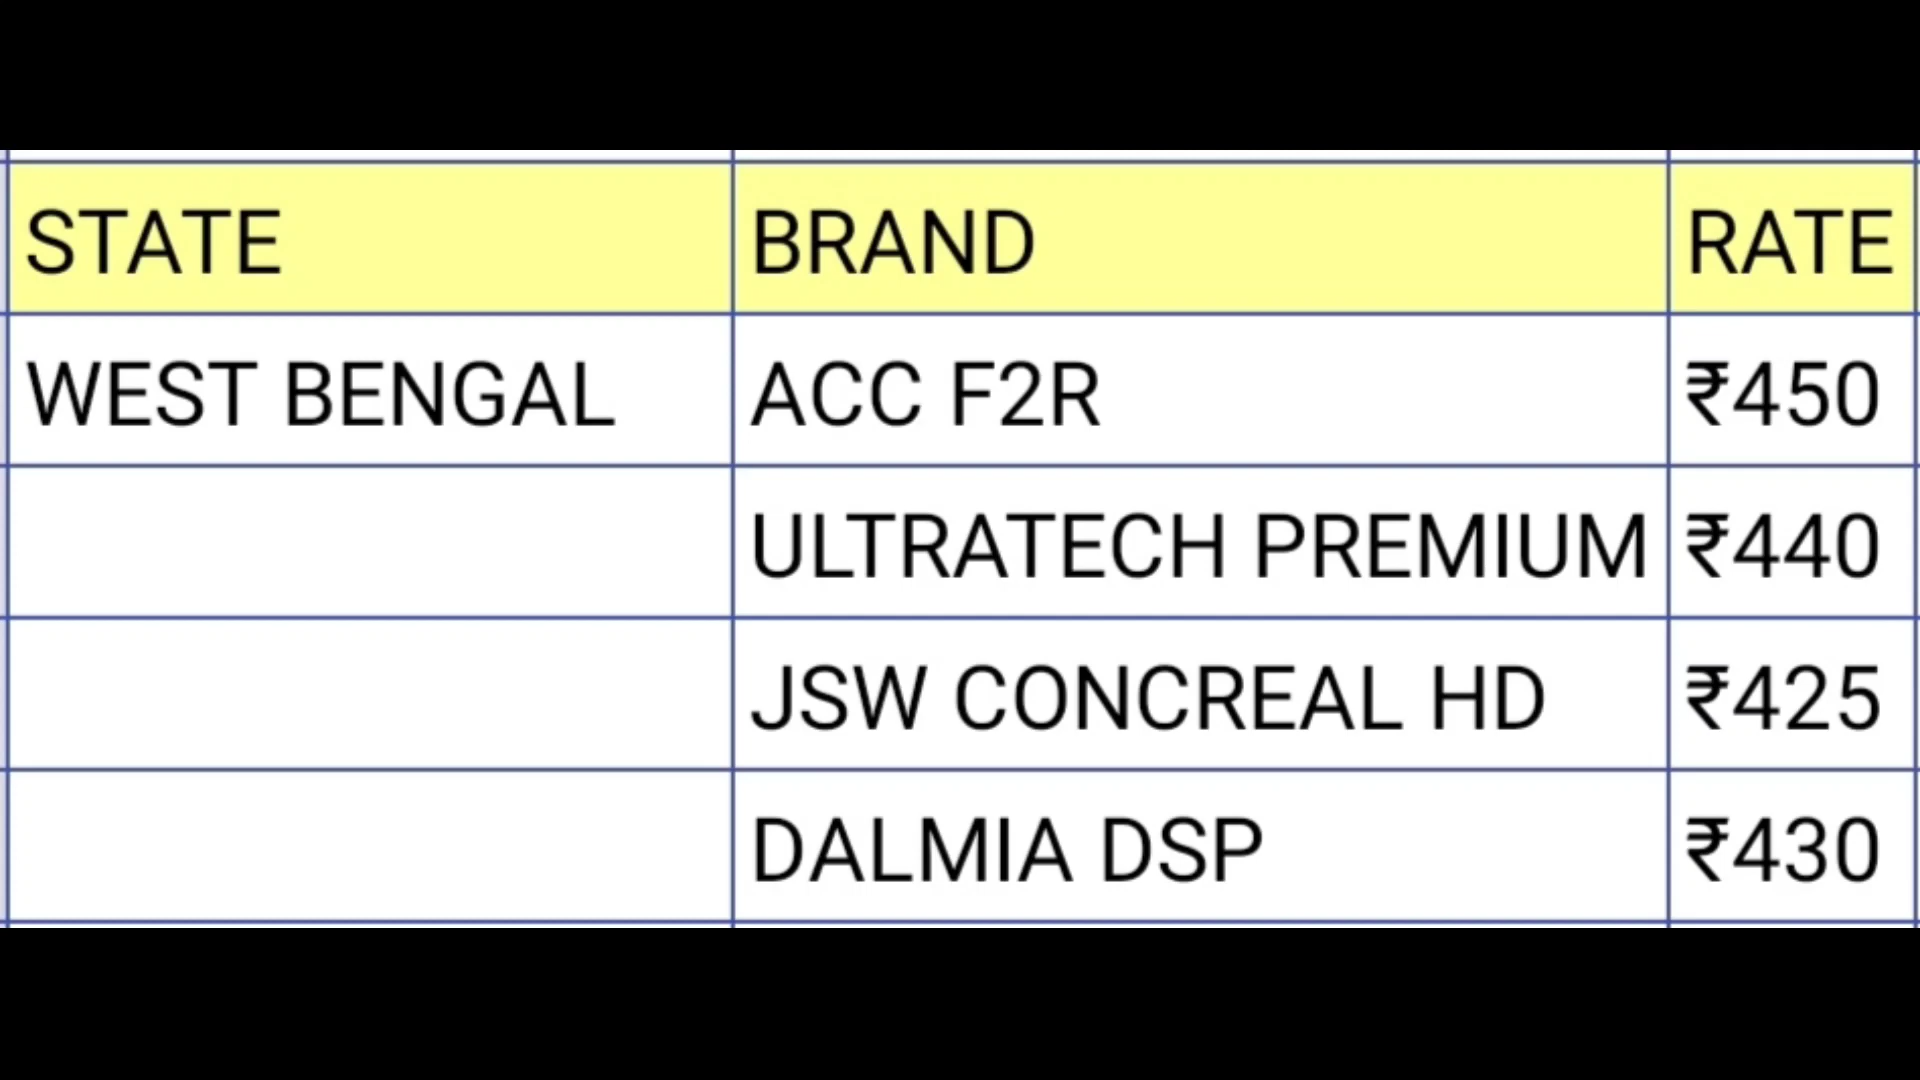 STATE BRAND RATE
WEST BENGAL ACC F2R ₹450
ULTRATECH PREMIUM ₹440
JSW CONCREAL HD ₹425
DALMIA DSP ₹430